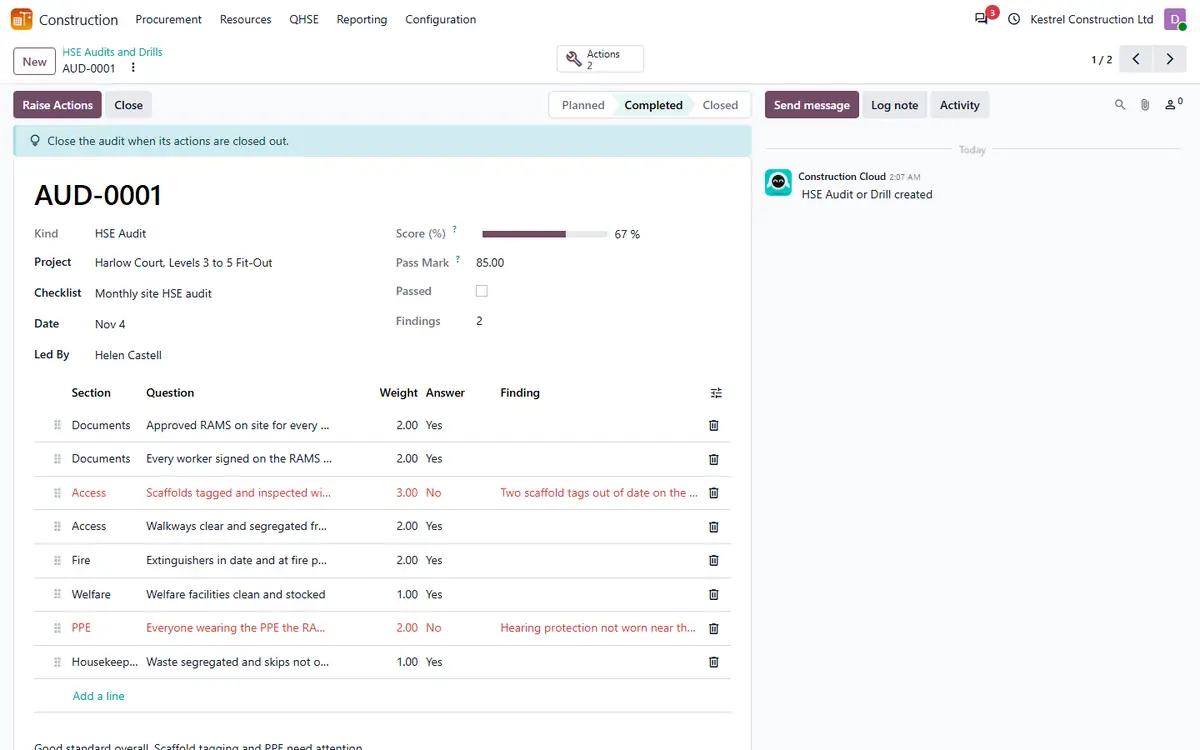 Construction Procurement Resources QHSE Reporting Configuration 3 Kestrel Construction Ltd D
New HSE Audits and Drills
AUD-0001
Actions
2
1 / 2
Raise Actions Close Planned Completed Closed Send message Log note Activity 0
Close the audit when its actions are closed out.
Today
Construction Cloud 2:07 AM
HSE Audit or Drill created
AUD-0001
Kind HSE Audit Score (%) ? 67 %
Project Harlow Court, Levels 3 to 5 Fit-Out Pass Mark ? 85.00
Checklist Monthly site HSE audit Passed
Date Nov 4 Findings 2
Led By Helen Castell
Section Question Weight Answer Finding
Documents Approved RAMS on site for every ... 2.00 Yes
Documents Every worker signed on the RAMS ... 2.00 Yes
Access Scaffolds tagged and inspected wi... 3.00 No Two scaffold tags out of date on the ...
Access Walkways clear and segregated fr... 2.00 Yes
Fire Extinguishers in date and at fire p... 2.00 Yes
Welfare Welfare facilities clean and stocked 1.00 Yes
PPE Everyone wearing the PPE the RA... 2.00 No Hearing protection not worn near th...
Housekeep... Waste segregated and skips not o... 1.00 Yes
Add a line
Good standard overall. Scaffold tagging and PPE need attention.